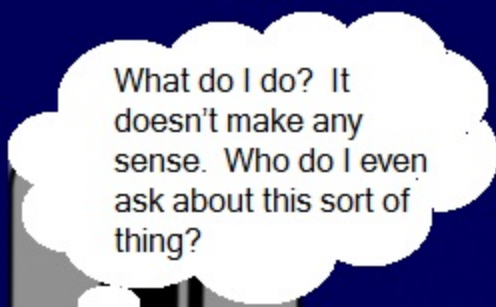 What do I do?  It
doesn't make any
sense.  Who do I even
ask about this sort of
thing?